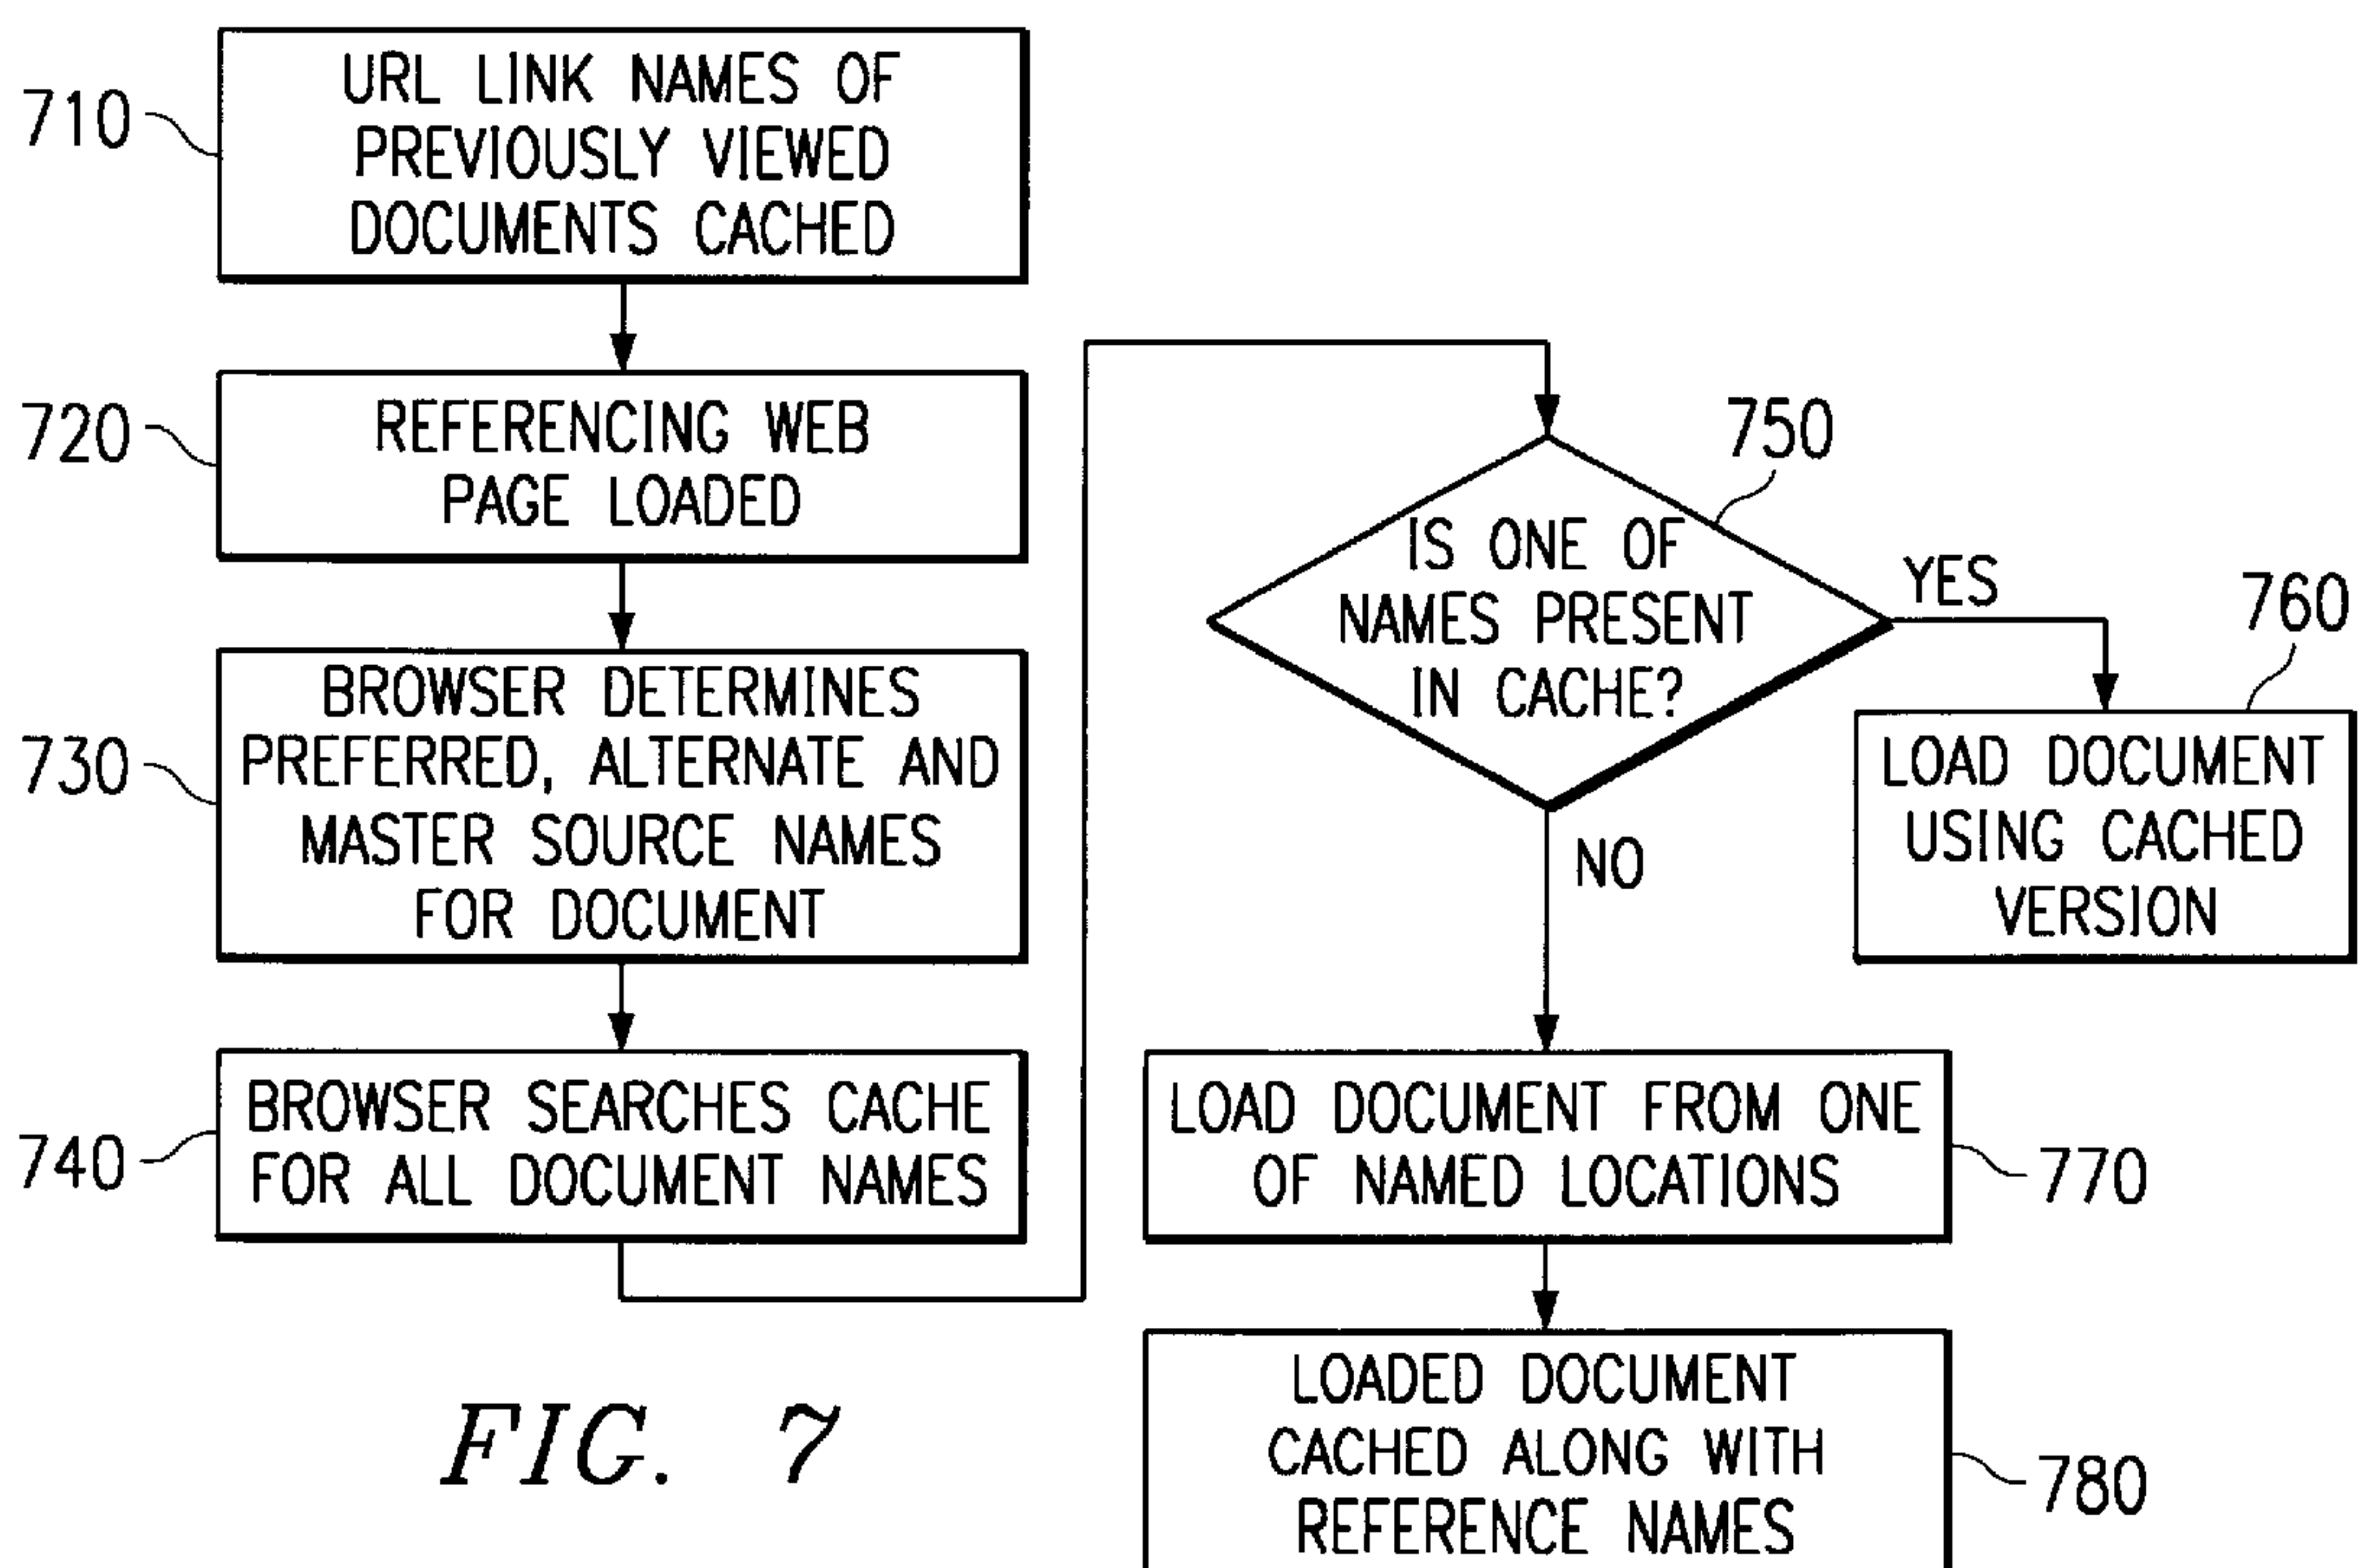 710
URL LINK NAMES OF
PREVIOUSLY VIEWED
DOCUMENTS CACHED
720
REFERENCING WEB
PAGE LOADED
730
BROWSER DETERMINES
PREFERRED, ALTERNATE AND
MASTER SOURCE NAMES
FOR DOCUMENT
740
BROWSER SEARCHES CACHE
FOR ALL DOCUMENT NAMES
750
IS ONE OF
NAMES PRESENT
IN CACHE?
YES
760
LOAD DOCUMENT
USING CACHED
VERSION
NO
LOAD DOCUMENT FROM ONE
OF NAMED LOCATIONS
770
LOADED DOCUMENT
CACHED ALONG WITH
REFERENCE NAMES
780
FIG. 7